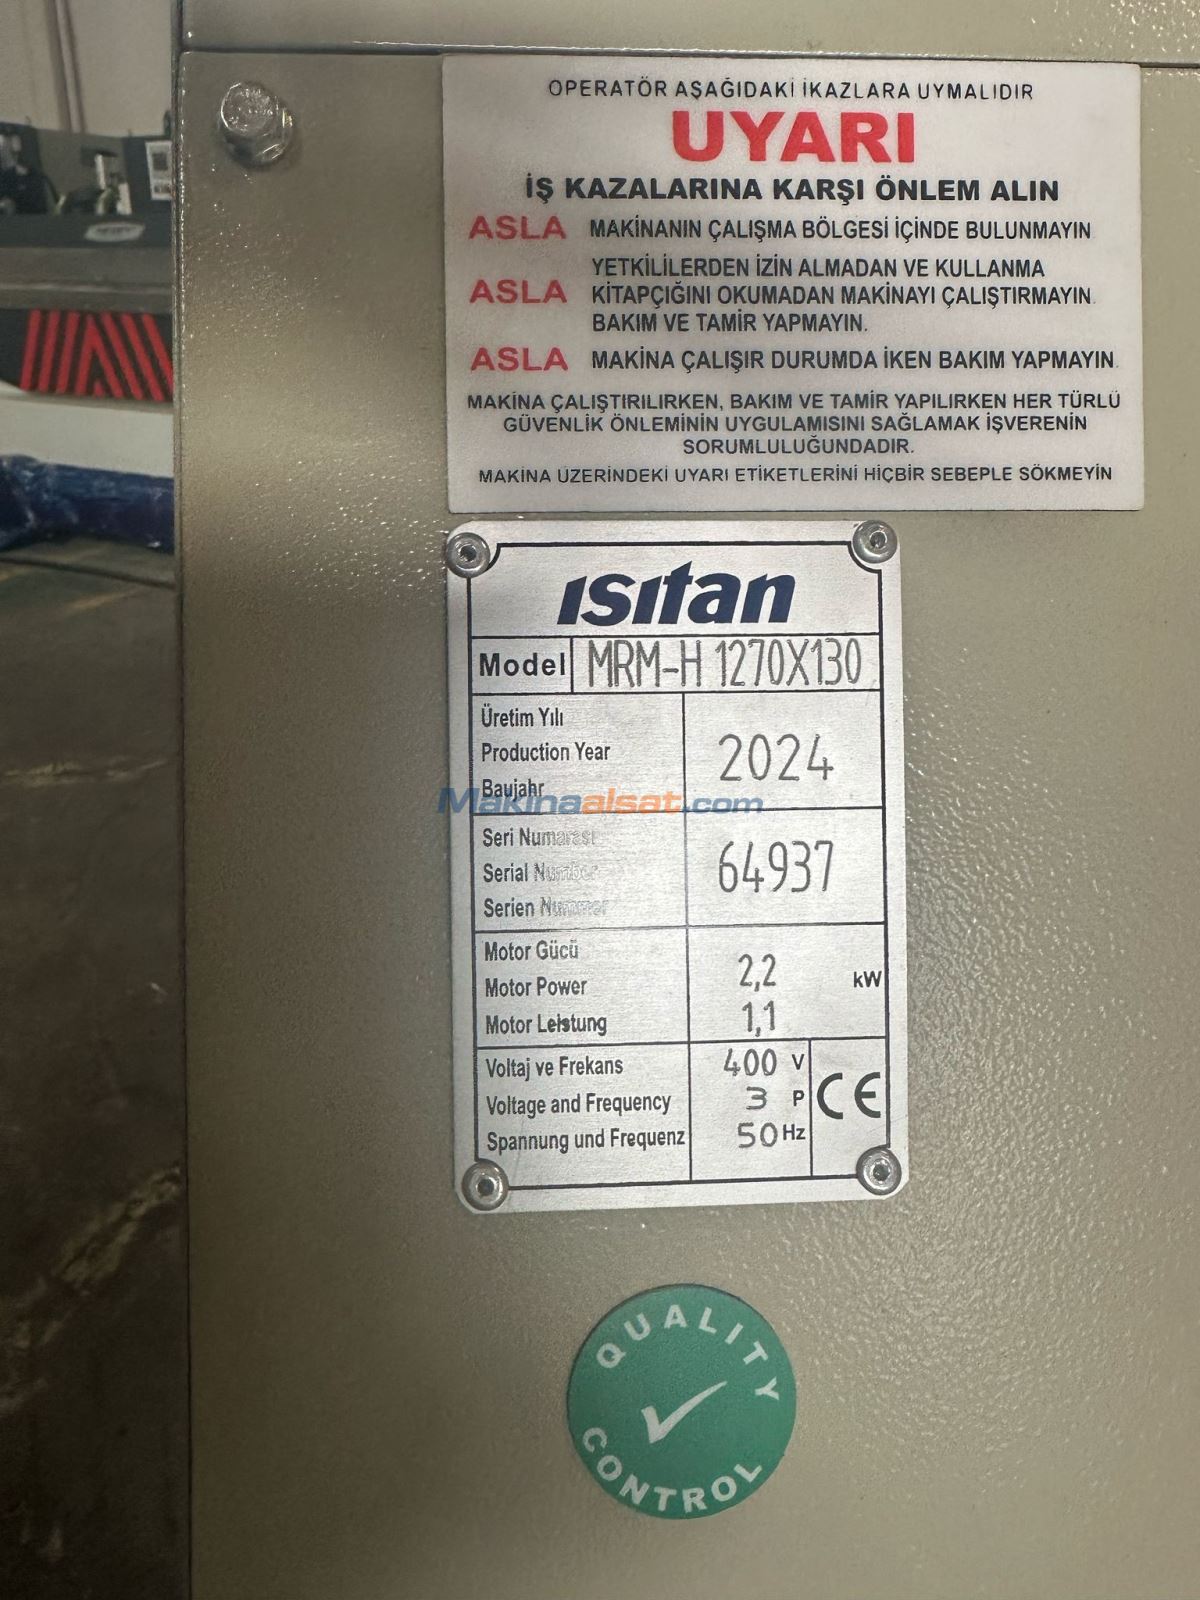 OPERATÖR AŞAĞIDAKİ İKAZLARA UYMALIDIR
UYARI
İŞ KAZALARINA KARŞI ÖNLEM ALIN
ASLA MAKİNANIN ÇALIŞMA BÖLGESİ İÇİNDE BULUNMAYIN
YETKİLİLERDEN İZİN ALMADAN VE KULLANMA
ASLA KİTAPÇIĞINI OKUMADAN MAKİNAYI ÇALIŞTIRMAYIN.
BAKIM VE TAMİR YAPMAYIN.
ASLA MAKİNA ÇALIŞIR DURUMDA İKEN BAKIM YAPMAYIN.
MAKİNA ÇALIŞTIRILIRKEN, BAKIM VE TAMİR YAPILIRKEN HER TÜRLÜ
GÜVENLİK ÖNLEMİNİN UYGULAMISINI SAĞLAMAK İŞVERENİN
SORUMLULUĞUNDADIR.
MAKİNA ÜZERİNDEKİ UYARI ETİKETLERİNİ HİÇBİR SEBEPLE SÖKMEYİN
ısıtan
Model MRM-H 1270X130
Üretim Yılı
Production Year 2024
Baujahr
Makinaalsat.com
Seri Numarası
Serial Number 64937
Serien Nummer
Motor Gücü
Motor Power 2,2 kW
Motor Leistung 1,1
Voltaj ve Frekans 400 V
Voltage and Frequency 3 P CE
Spannung und Frequenz 50 Hz
QUALITY
CONTROL